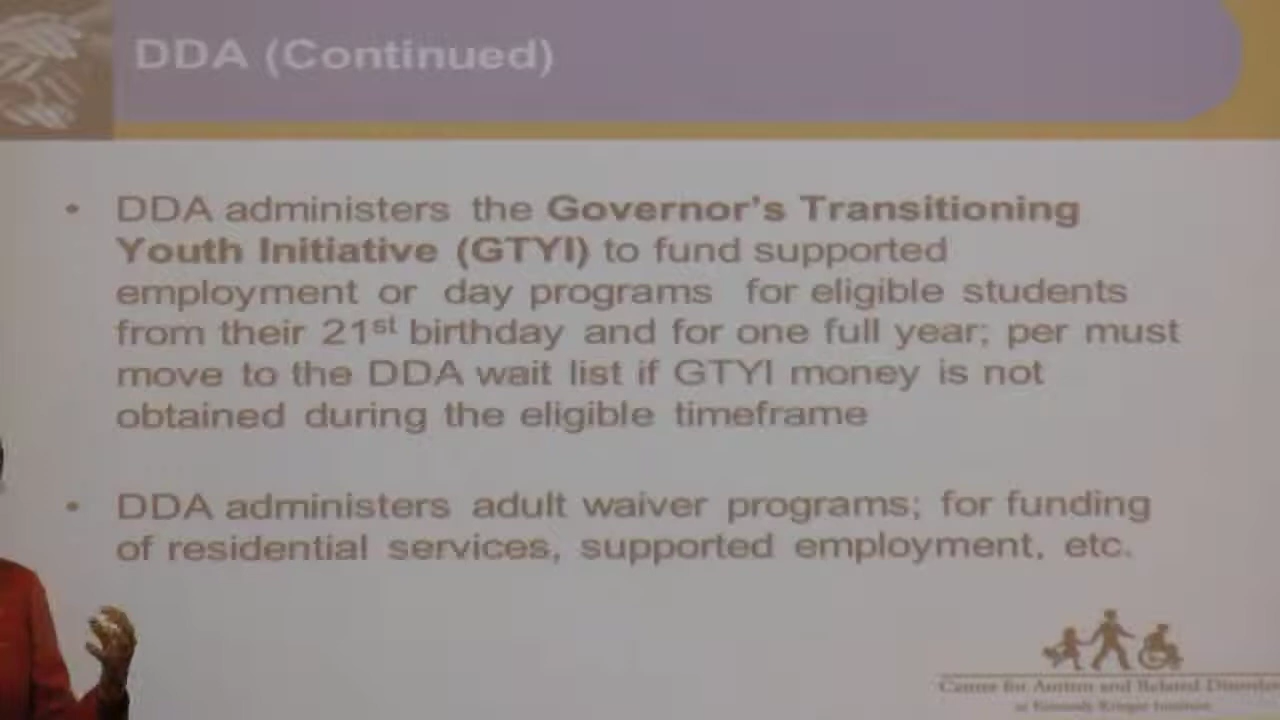 DDA (Continued)
• DDA administers the Governor's Transitioning
Youth Initiative (GTYI) to fund supported
employment or day programs for eligible students
from their 21st birthday and for one full year; per must
move to the DDA wait list if GTYI money is not
obtained during the eligible timeframe
• DDA administers adult waiver programs; for funding
of residential services, supported employment, etc.
Center for Autism and Related Disorders
at Kennedy Krieger Institute